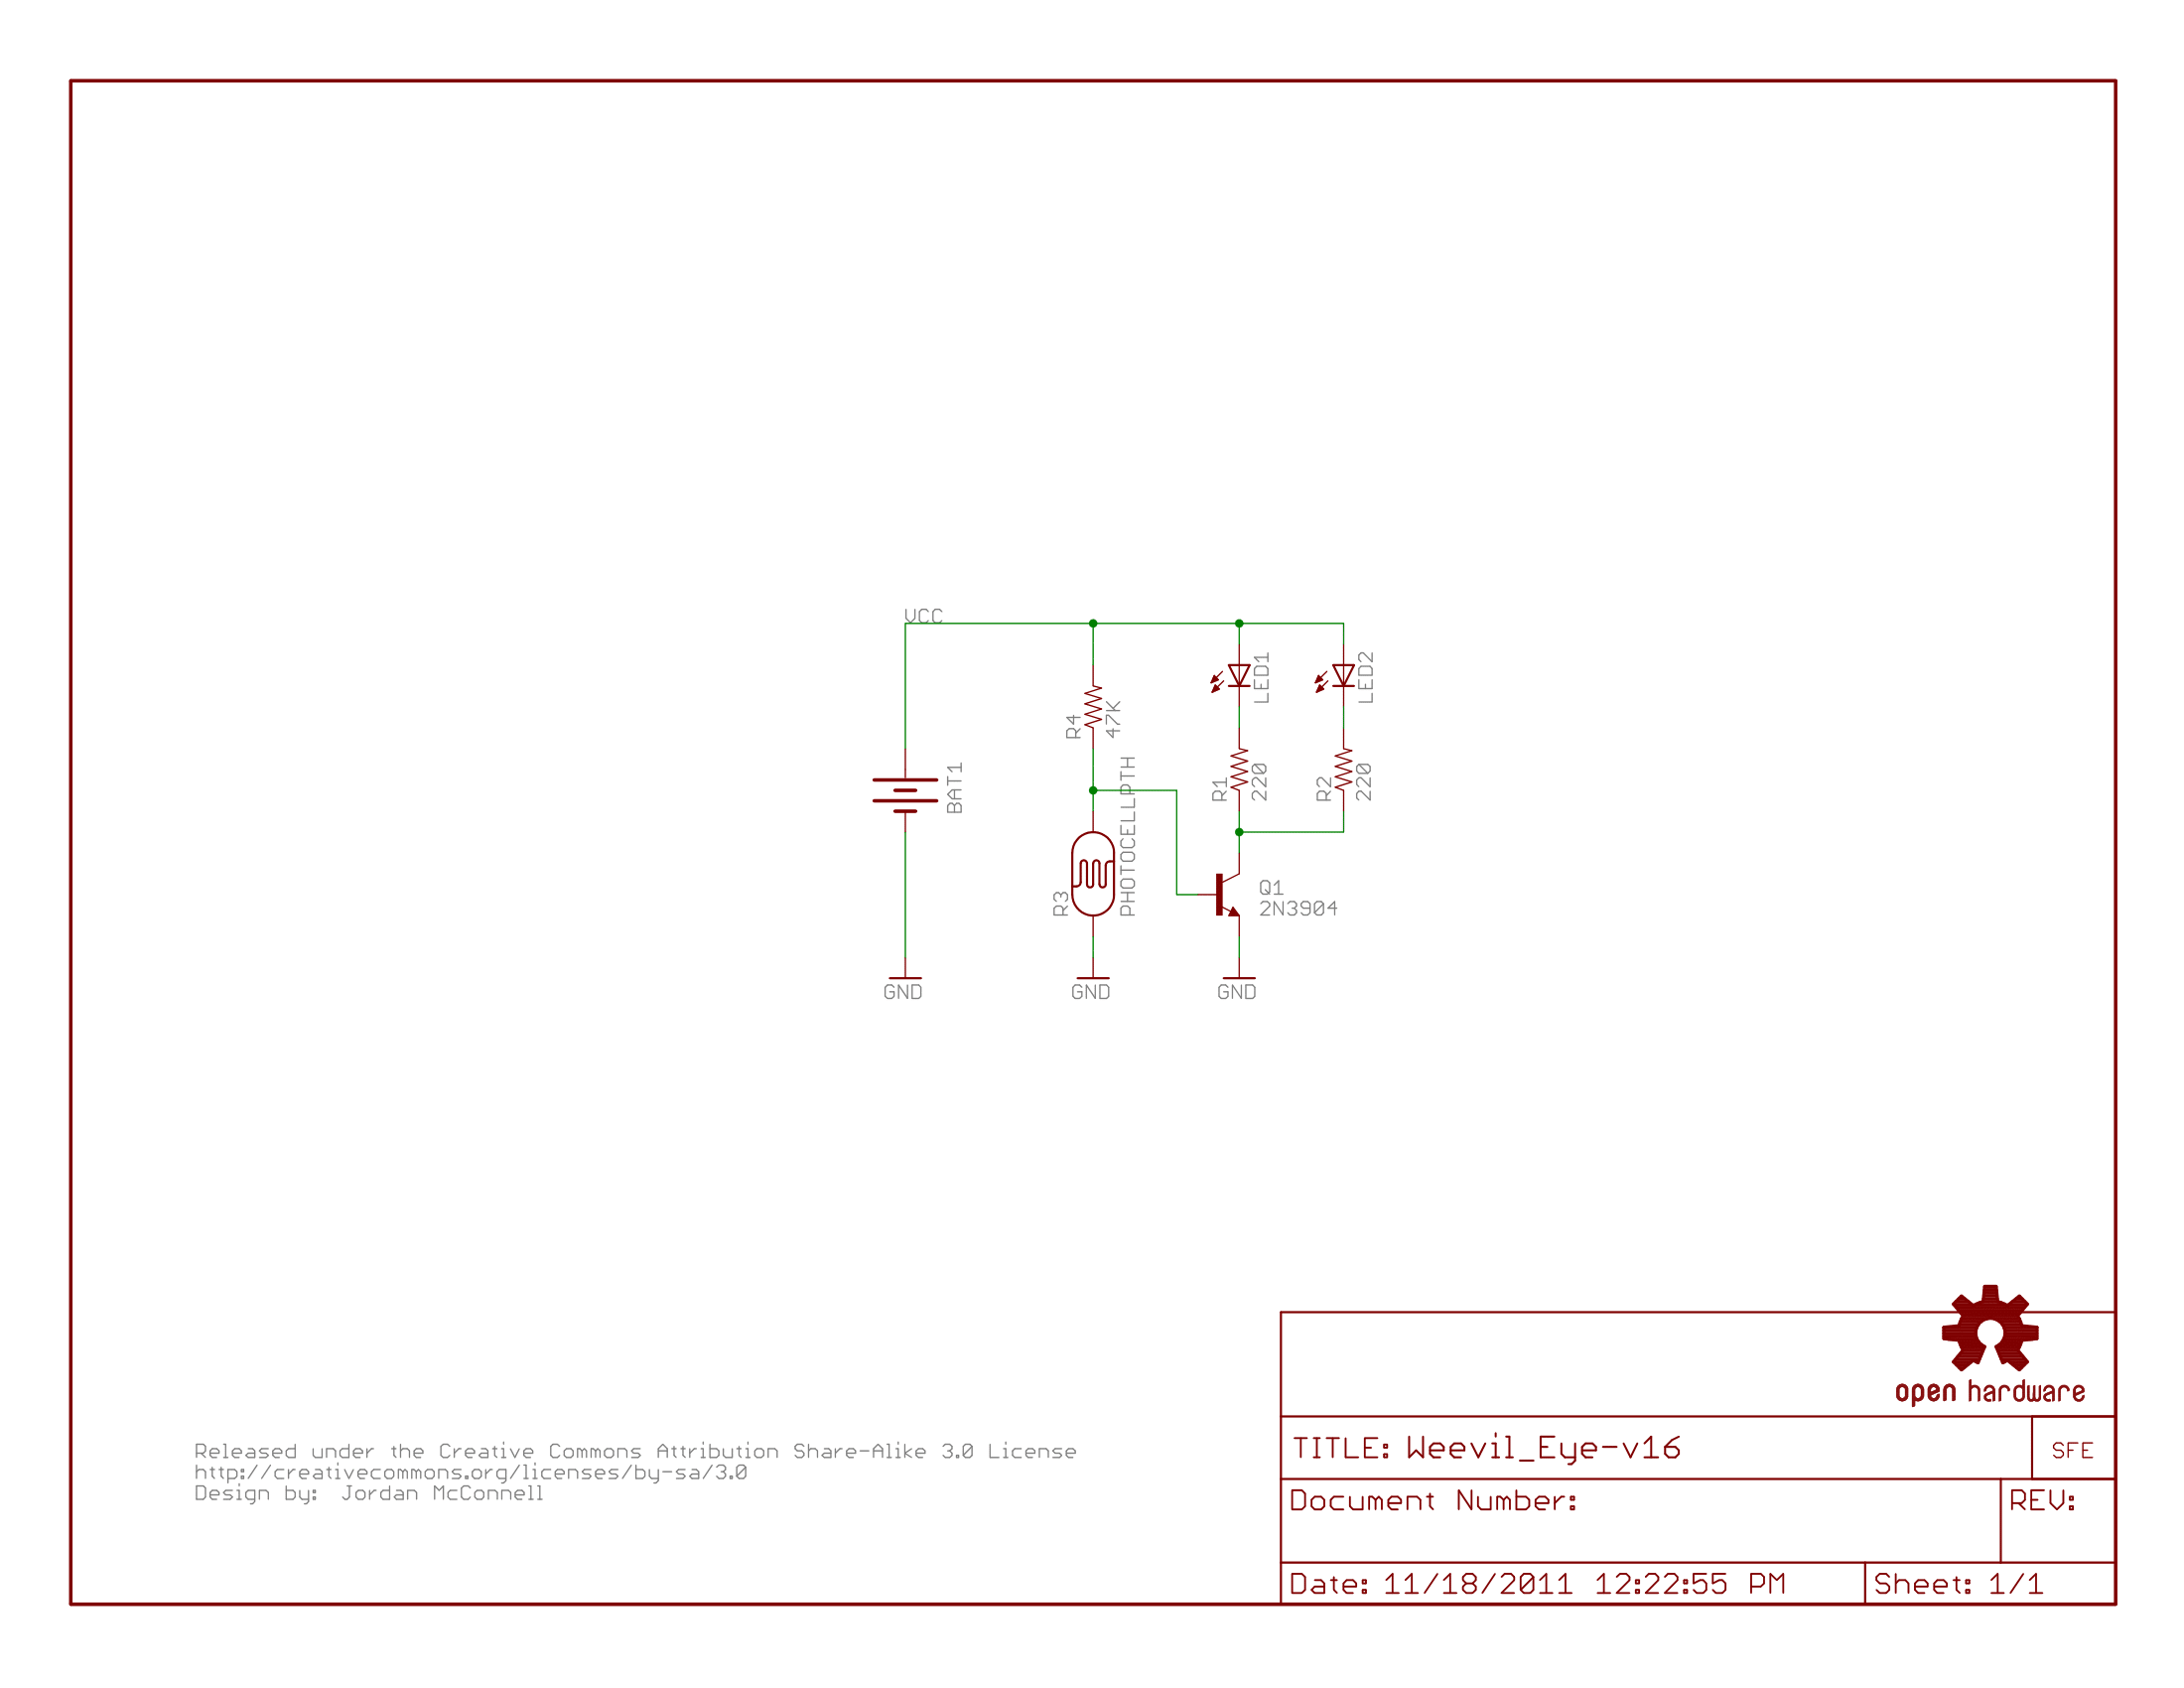 VCC
LED1
LED2
R4
47K
BAT1
R1
220
R2
220
R3
PHOTOCELLPTH
Q1
2N3904
GND
GND
GND
open hardware
TITLE: Weevil_Eye-v16
SFE
Document Number:
REV:
Date: 11/18/2011 12:22:55 PM
Sheet: 1/1
Released under the Creative Commons Attribution Share-Alike 3.0 License
http://creativecommons.org/licenses/by-sa/3.0
Design by: Jordan McConnell